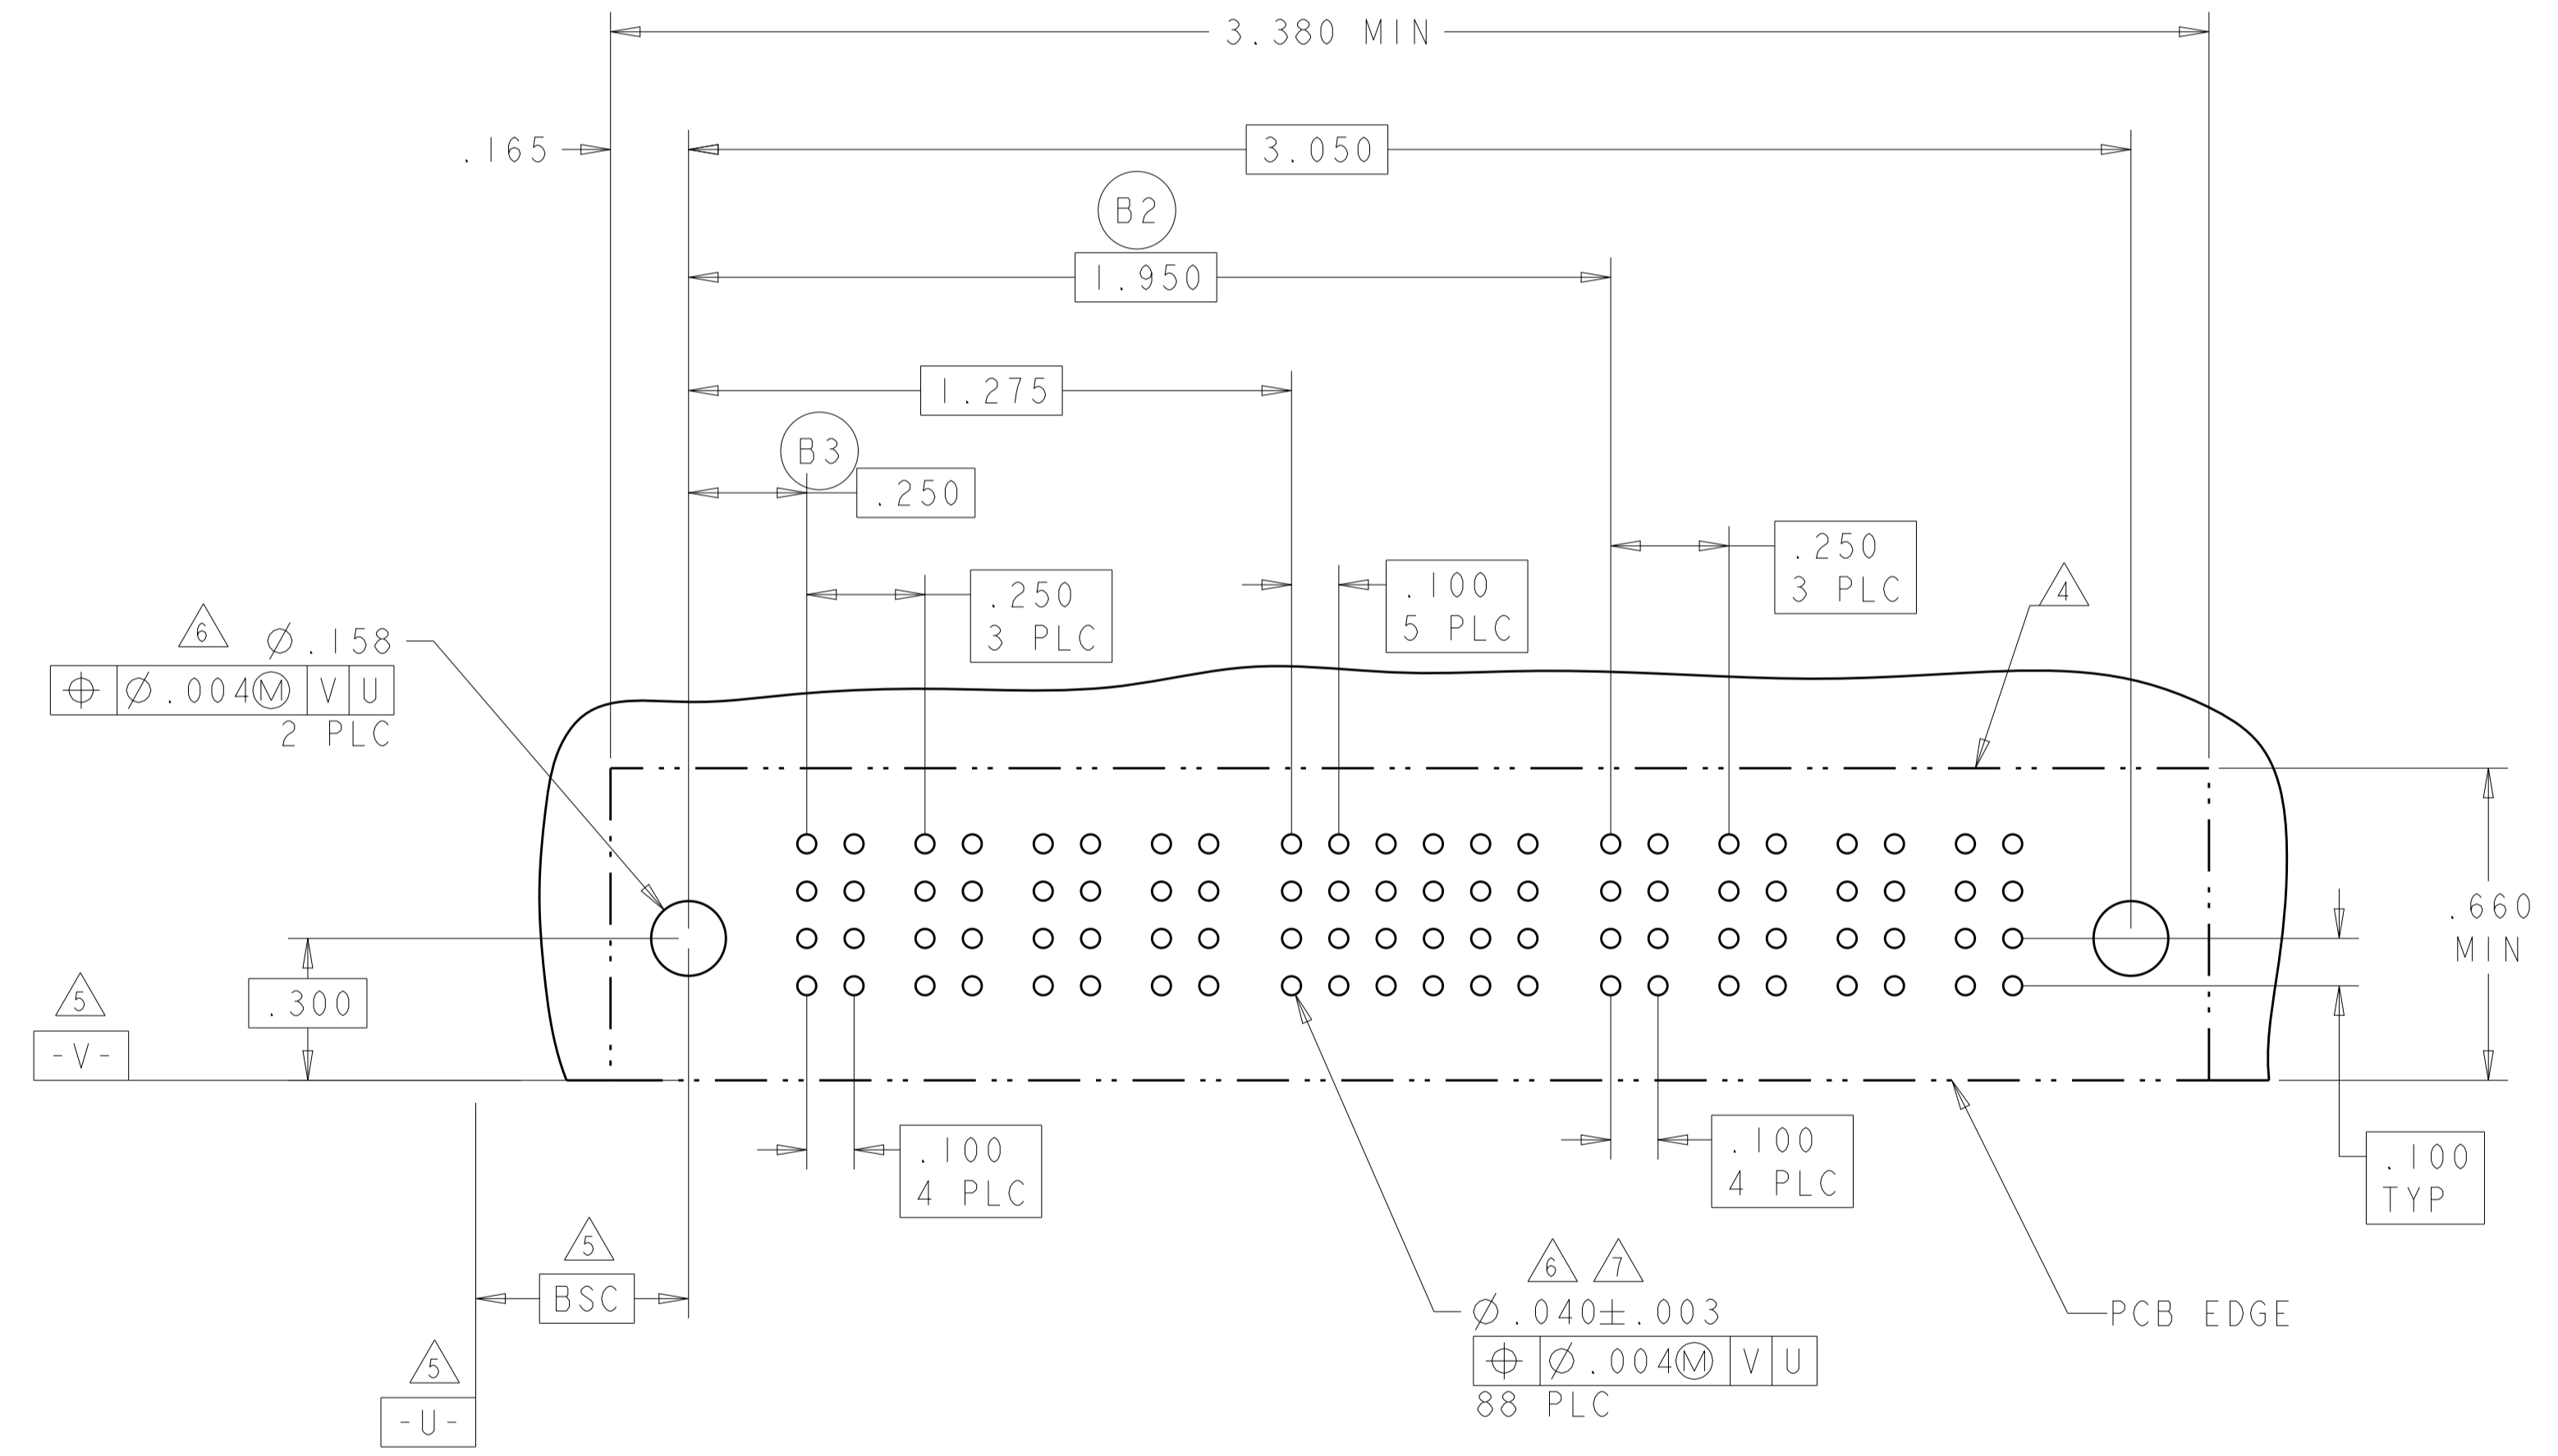 3.380 MIN
.165
3.050
B2
1.950
1.275
B3
.250
.250
3 PLC
.100
5 PLC
.250
3 PLC
4
6
Ø.158
⌖ Ø.004Ⓜ V U
2 PLC
.660
MIN
.300
5
-V-
.100
4 PLC
.100
4 PLC
.100
TYP
5
BSC
6 7
Ø.040±.003
⌖ Ø.004Ⓜ V U
88 PLC
PCB EDGE
5
-U-